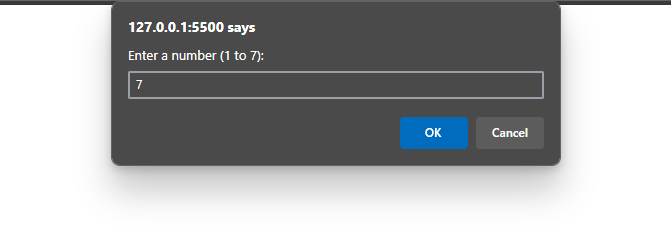 127.0.0.1:5500 says
Enter a number (1 to 7):
7
OK Cancel